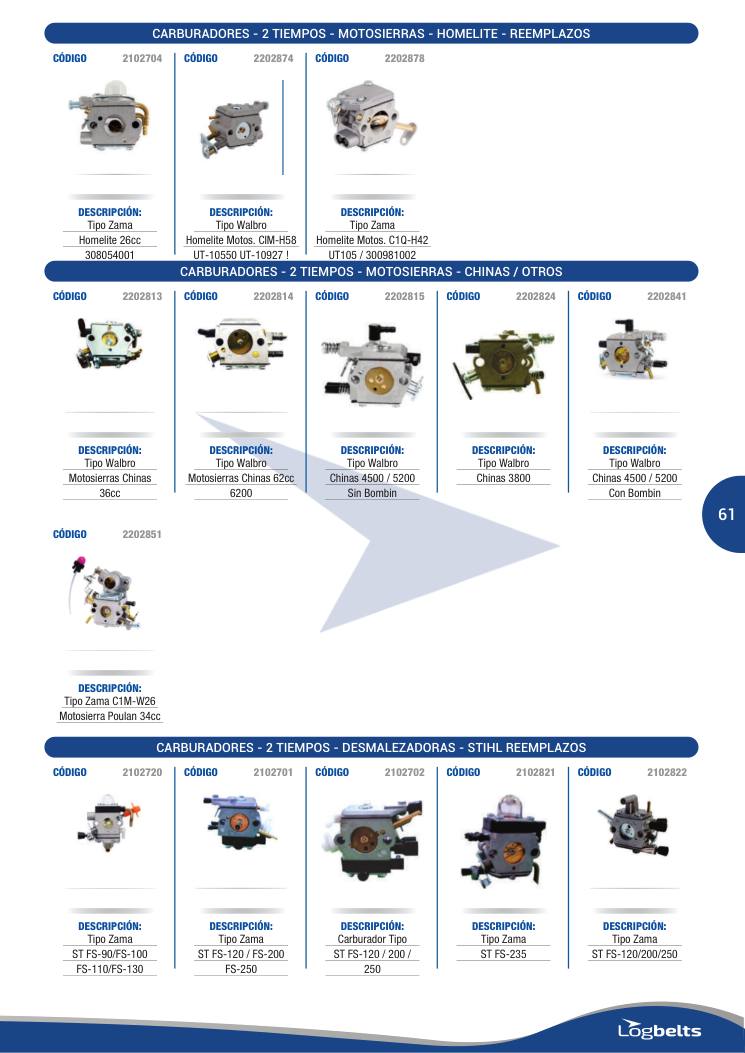 CARBURADORES - 2 TIEMPOS - MOTOSIERRAS - HOMELITE - REEMPLAZOS
CÓDIGO 2102704
DESCRIPCIÓN:
Tipo Zama
Homelite 26cc
308054001
CÓDIGO 2202874
DESCRIPCIÓN:
Tipo Walbro
Homelite Motos. CIM-H58
UT-10550 UT-10927 !
CÓDIGO 2202878
DESCRIPCIÓN:
Tipo Zama
Homelite Motos. C1Q-H42
UT105 / 300981002
CARBURADORES - 2 TIEMPOS - MOTOSIERRAS - CHINAS / OTROS
CÓDIGO 2202813
DESCRIPCIÓN:
Tipo Walbro
Motosierras Chinas
36cc
CÓDIGO 2202814
DESCRIPCIÓN:
Tipo Walbro
Motosierras Chinas 62cc
6200
CÓDIGO 2202815
DESCRIPCIÓN:
Tipo Walbro
Chinas 4500 / 5200
Sin Bombin
CÓDIGO 2202824
DESCRIPCIÓN:
Tipo Walbro
Chinas 3800
CÓDIGO 2202841
DESCRIPCIÓN:
Tipo Walbro
Chinas 4500 / 5200
Con Bombin
61
CÓDIGO 2202851
DESCRIPCIÓN:
Tipo Zama C1M-W26
Motosierra Poulan 34cc
CARBURADORES - 2 TIEMPOS - DESMALEZADORAS - STIHL REEMPLAZOS
CÓDIGO 2102720
DESCRIPCIÓN:
Tipo Zama
ST FS-90/FS-100
FS-110/FS-130
CÓDIGO 2102701
DESCRIPCIÓN:
Tipo Zama
ST FS-120 / FS-200
FS-250
CÓDIGO 2102702
DESCRIPCIÓN:
Carburador Tipo
ST FS-120 / 200 /
250
CÓDIGO 2102821
DESCRIPCIÓN:
Tipo Zama
ST FS-235
CÓDIGO 2102822
DESCRIPCIÓN:
Tipo Zama
ST FS-120/200/250
Logbelts